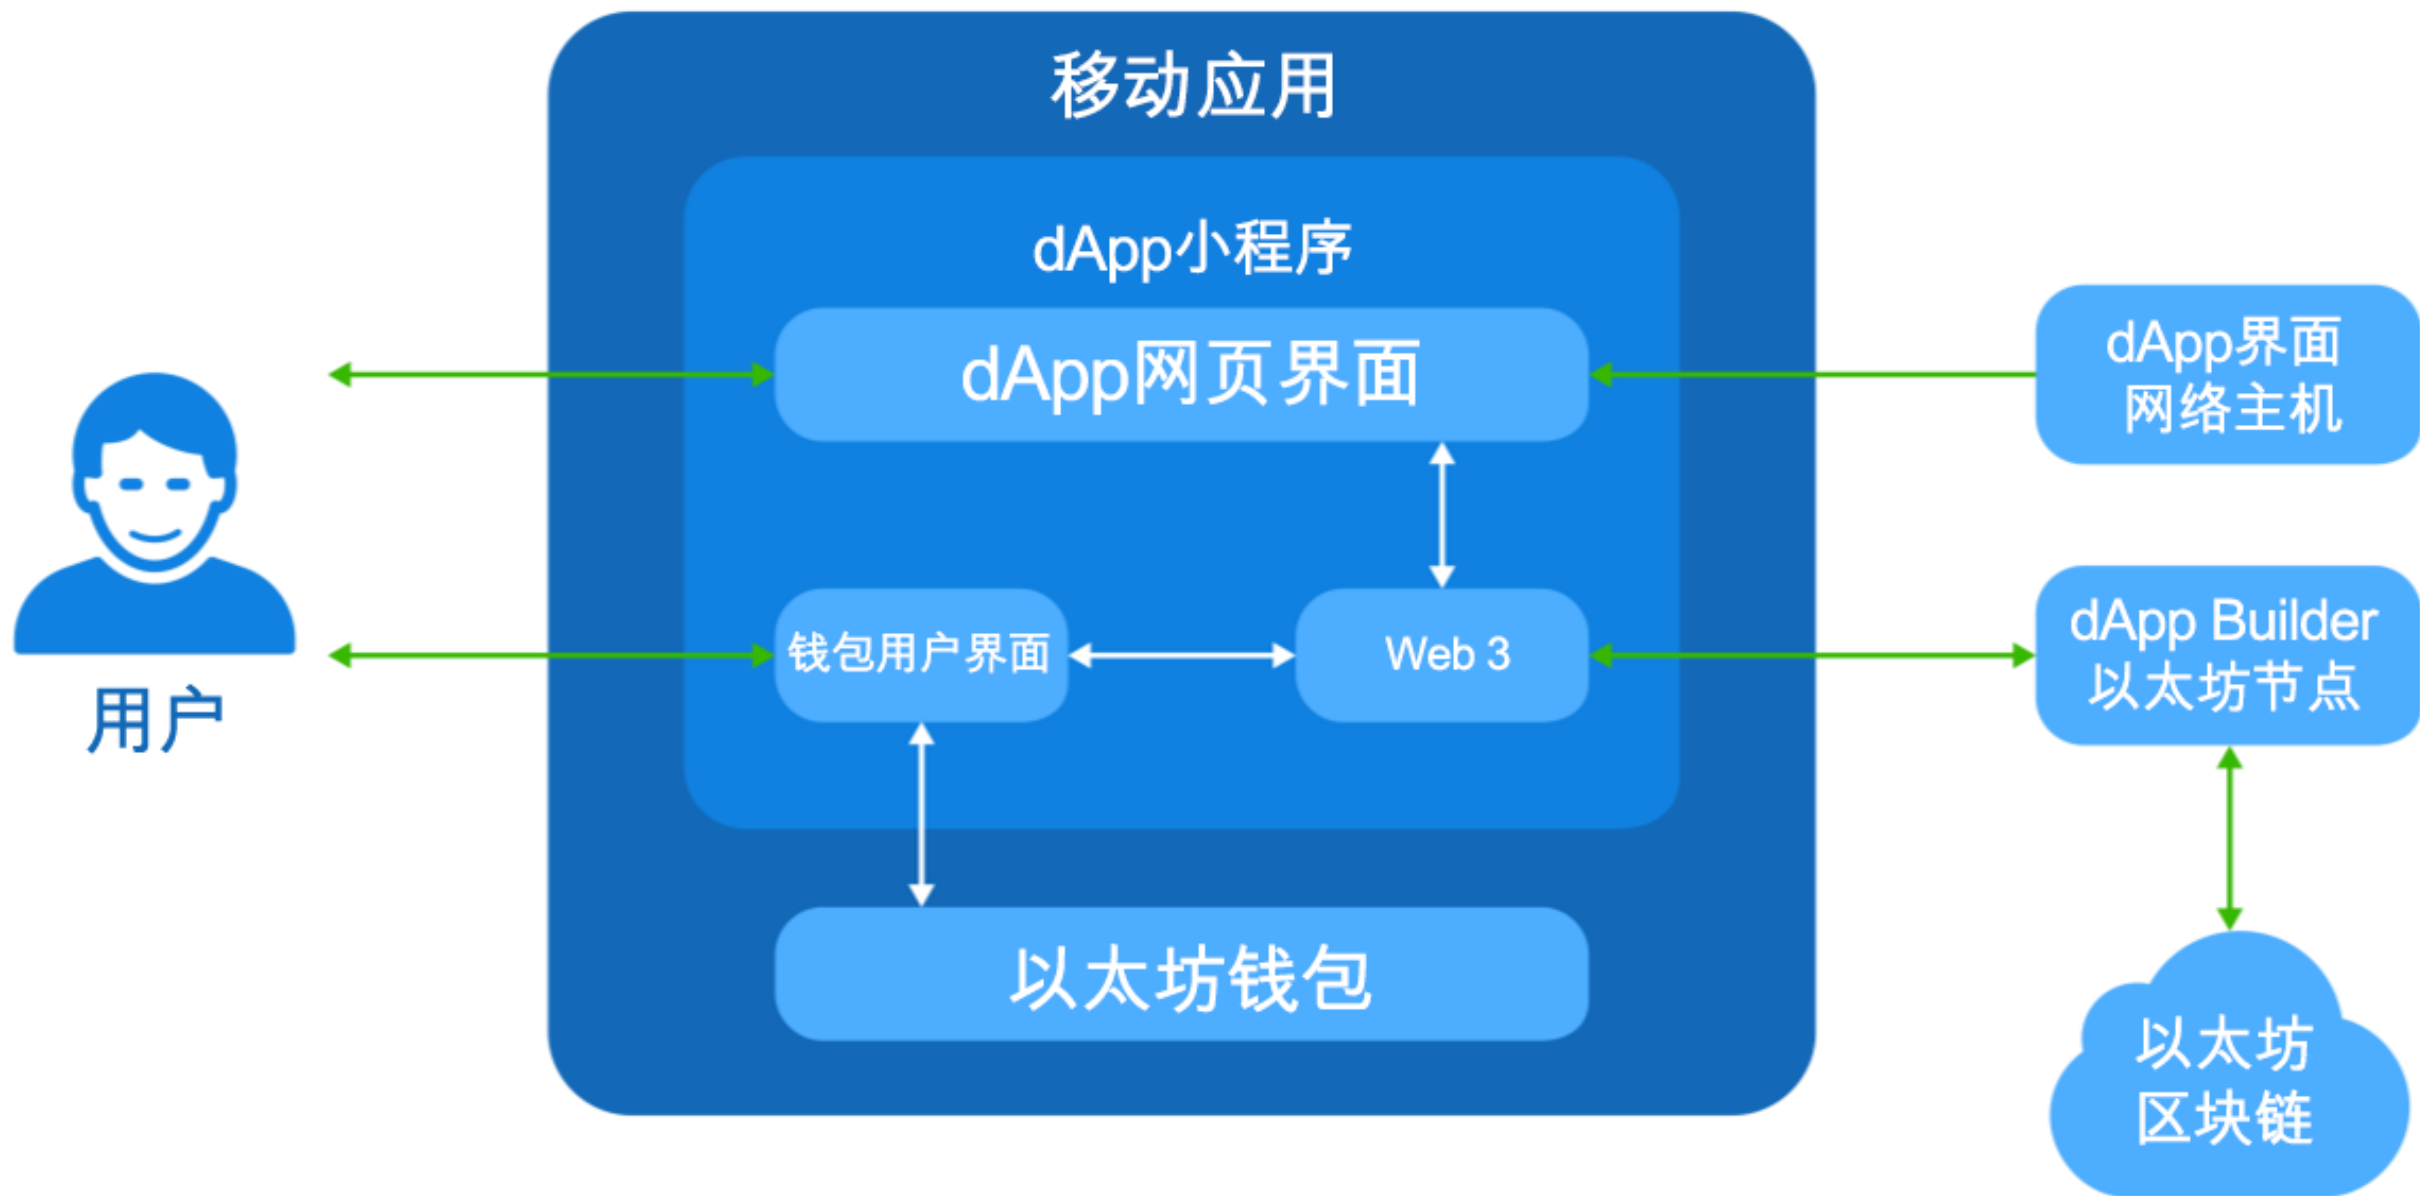 移动应用
dApp小程序
dApp网页界面
dApp界面
网络主机
钱包用户界面
Web 3
dApp Builder
以太坊节点
用户
以太坊钱包
以太坊
区块链